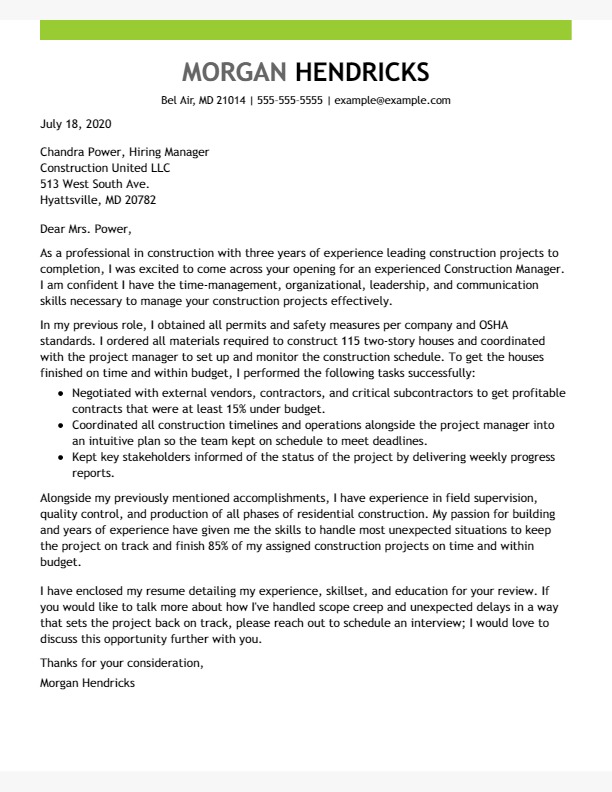 MORGAN HENDRICKS
Bel Air, MD 21014 | 555-555-5555 | example@example.com
July 18, 2020
Chandra Power, Hiring Manager
Construction United LLC
513 West South Ave.
Hyattsville, MD 20782
Dear Mrs. Power,
As a professional in construction with three years of experience leading construction projects to
completion, I was excited to come across your opening for an experienced Construction Manager.
I am confident I have the time-management, organizational, leadership, and communication
skills necessary to manage your construction projects effectively.
In my previous role, I obtained all permits and safety measures per company and OSHA
standards. I ordered all materials required to construct 115 two-story houses and coordinated
with the project manager to set up and monitor the construction schedule. To get the houses
finished on time and within budget, I performed the following tasks successfully:
• Negotiated with external vendors, contractors, and critical subcontractors to get profitable
contracts that were at least 15% under budget.
• Coordinated all construction timelines and operations alongside the project manager into
an intuitive plan so the team kept on schedule to meet deadlines.
• Kept key stakeholders informed of the status of the project by delivering weekly progress
reports.
Alongside my previously mentioned accomplishments, I have experience in field supervision,
quality control, and production of all phases of residential construction. My passion for building
and years of experience have given me the skills to handle most unexpected situations to keep
the project on track and finish 85% of my assigned construction projects on time and within
budget.
I have enclosed my resume detailing my experience, skillset, and education for your review. If
you would like to talk more about how I've handled scope creep and unexpected delays in a way
that sets the project back on track, please reach out to schedule an interview; I would love to
discuss this opportunity further with you.
Thanks for your consideration,
Morgan Hendricks